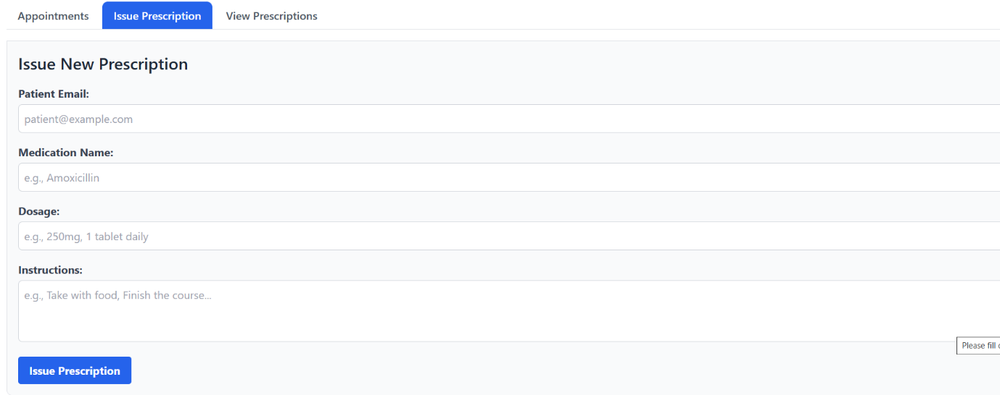 Appointments Issue Prescription View Prescriptions
Issue New Prescription
Patient Email:
patient@example.com
Medication Name:
e.g., Amoxicillin
Dosage:
e.g., 250mg, 1 tablet daily
Instructions:
e.g., Take with food, Finish the course...
Please fill
Issue Prescription